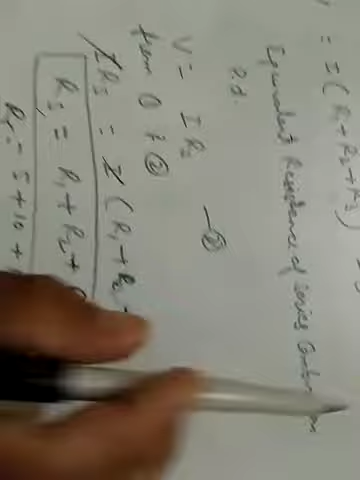 = I (R₁+R₂+R₃)
Equivalent Resistance of series
P.d.
V = I Rs —②
from ① & ②
I Rs = I (R₁+R₂
Rs = R₁ + R₂ +
Rs = 5+10+